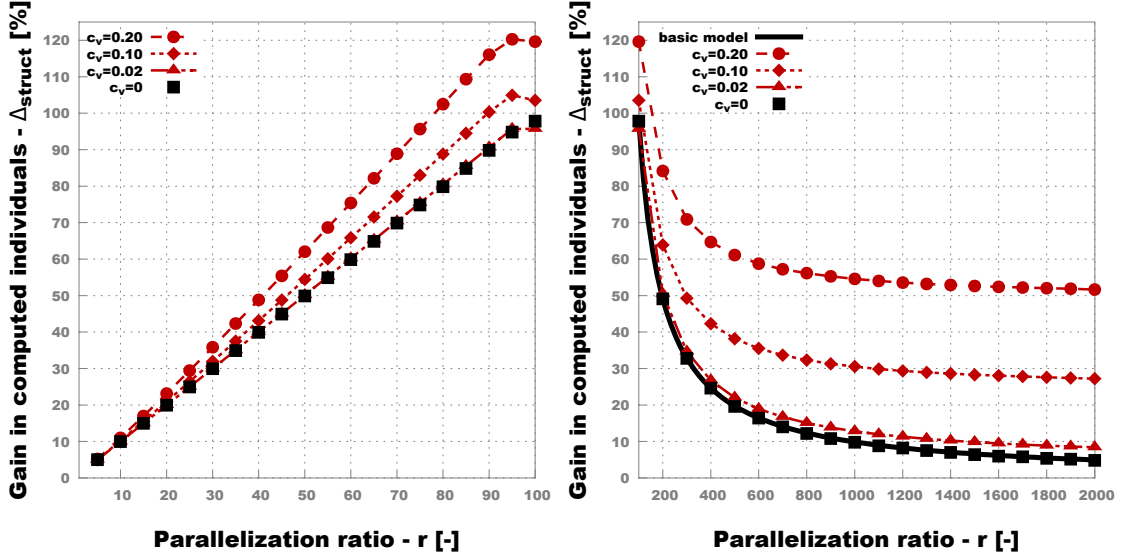 Gain in computed individuals - Δstruct [%]
120
110
100
90
80
70
60
50
40
30
20
10
0
cv=0.20
cv=0.10
cv=0.02
cv=0
10 20 30 40 50 60 70 80 90 100
Parallelization ratio - r [-]
Gain in computed individuals - Δstruct [%]
120
110
100
90
80
70
60
50
40
30
20
10
0
basic model
cv=0.20
cv=0.10
cv=0.02
cv=0
200 400 600 800 1000 1200 1400 1600 1800 2000
Parallelization ratio - r [-]